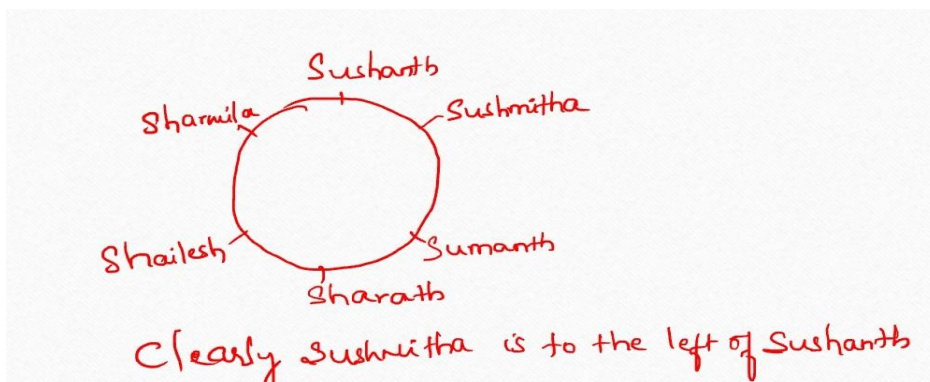 Sushanth
Sharmila
Sushmitha
Shailesh
Sumanth
Sharath
Clearly Sushmitha is to the left of Sushanth